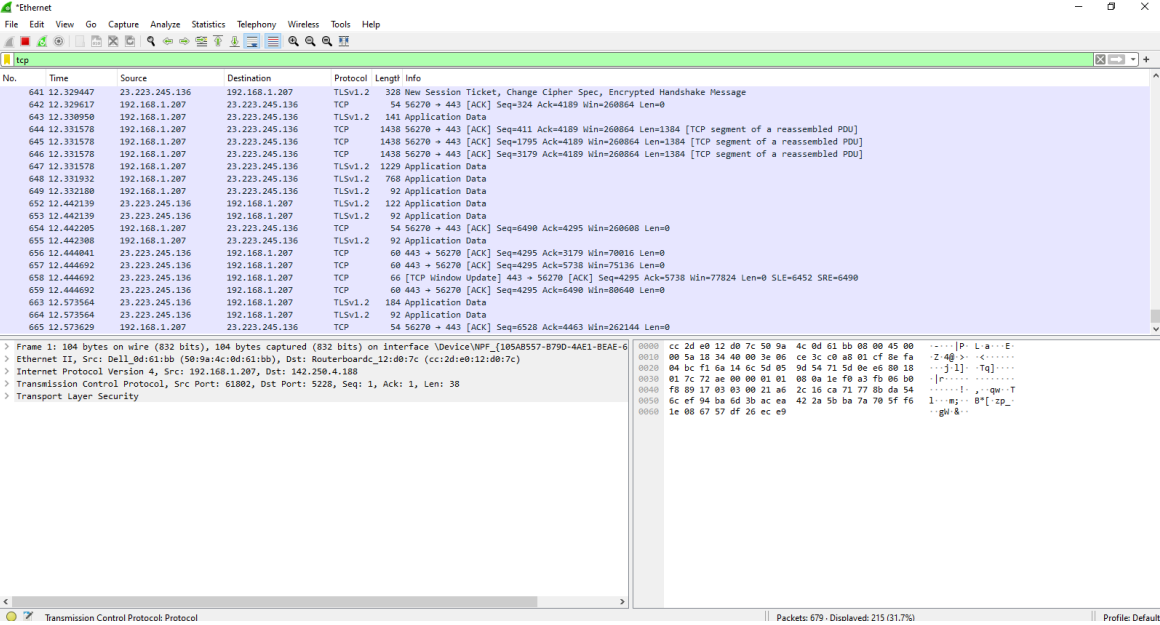 *Ethernet
File Edit View Go Capture Analyze Statistics Telephony Wireless Tools Help
tcp
No. Time Source Destination Protocol Length Info
641 12.329447 23.223.245.136 192.168.1.207 TLSv1.2 328 New Session Ticket, Change Cipher Spec, Encrypted Handshake Message
642 12.329617 192.168.1.207 23.223.245.136 TCP 54 56270 → 443 [ACK] Seq=324 Ack=4189 Win=260864 Len=0
643 12.330950 192.168.1.207 23.223.245.136 TLSv1.2 141 Application Data
644 12.331578 192.168.1.207 23.223.245.136 TCP 1438 56270 → 443 [ACK] Seq=411 Ack=4189 Win=260864 Len=1384 [TCP segment of a reassembled PDU]
645 12.331578 192.168.1.207 23.223.245.136 TCP 1438 56270 → 443 [ACK] Seq=1795 Ack=4189 Win=260864 Len=1384 [TCP segment of a reassembled PDU]
646 12.331578 192.168.1.207 23.223.245.136 TCP 1438 56270 → 443 [ACK] Seq=3179 Ack=4189 Win=260864 Len=1384 [TCP segment of a reassembled PDU]
647 12.331578 192.168.1.207 23.223.245.136 TLSv1.2 1229 Application Data
648 12.331932 192.168.1.207 23.223.245.136 TLSv1.2 768 Application Data
649 12.332180 192.168.1.207 23.223.245.136 TLSv1.2 92 Application Data
652 12.442139 23.223.245.136 192.168.1.207 TLSv1.2 122 Application Data
653 12.442139 23.223.245.136 192.168.1.207 TLSv1.2 92 Application Data
654 12.442205 192.168.1.207 23.223.245.136 TCP 54 56270 → 443 [ACK] Seq=6490 Ack=4295 Win=260608 Len=0
655 12.442308 192.168.1.207 23.223.245.136 TLSv1.2 92 Application Data
656 12.444041 23.223.245.136 192.168.1.207 TCP 60 443 → 56270 [ACK] Seq=4295 Ack=3179 Win=70016 Len=0
657 12.444692 23.223.245.136 192.168.1.207 TCP 60 443 → 56270 [ACK] Seq=4295 Ack=5738 Win=75136 Len=0
658 12.444692 23.223.245.136 192.168.1.207 TCP 66 [TCP Window Update] 443 → 56270 [ACK] Seq=4295 Ack=5738 Win=77824 Len=0 SLE=6452 SRE=6490
659 12.444692 23.223.245.136 192.168.1.207 TCP 60 443 → 56270 [ACK] Seq=4295 Ack=6490 Win=80640 Len=0
663 12.573564 23.223.245.136 192.168.1.207 TLSv1.2 184 Application Data
664 12.573564 23.223.245.136 192.168.1.207 TLSv1.2 92 Application Data
665 12.573629 192.168.1.207 23.223.245.136 TCP 54 56270 → 443 [ACK] Seq=6528 Ack=4463 Win=262144 Len=0
Frame 1: 104 bytes on wire (832 bits), 104 bytes captured (832 bits) on interface \Device\NPF_{105AB557-B79D-4AE1-BEAE-6
Ethernet II, Src: Dell_0d:61:bb (50:9a:4c:0d:61:bb), Dst: Routerboardc_12:d0:7c (cc:2d:e0:12:d0:7c)
Internet Protocol Version 4, Src: 192.168.1.207, Dst: 142.250.4.188
Transmission Control Protocol, Src Port: 61802, Dst Port: 5228, Seq: 1, Ack: 1, Len: 38
Transport Layer Security
0000 cc 2d e0 12 d0 7c 50 9a 4c 0d 61 bb 08 00 45 00 ·-···|P· L·a···E·
0010 00 5a 18 34 40 00 3e 06 ce 3c c0 a8 01 cf 8e fa ·Z·4@·>· ·<······
0020 04 bc f1 6a 14 6c 5d 05 9d 54 71 5d 0e e6 80 18 ···j·l]· ·Tq]····
0030 01 7c 72 ae 00 00 01 01 08 0a 1e f0 a3 fb 06 b0 ·|r····· ········
0040 f8 89 17 03 03 00 21 a6 2c 16 ca 71 77 8b da 54 ······!· ,··qw··T
0050 6c ef 94 ba 6d 3b ac ea 42 2a 5b ba 7a 70 5f f6 l···m;·· B*[·zp_·
0060 1e 08 67 57 df 26 ec e9 ··gW·&··
Transmission Control Protocol: Protocol
Packets: 679 · Displayed: 215 (31.7%)
Profile: Default